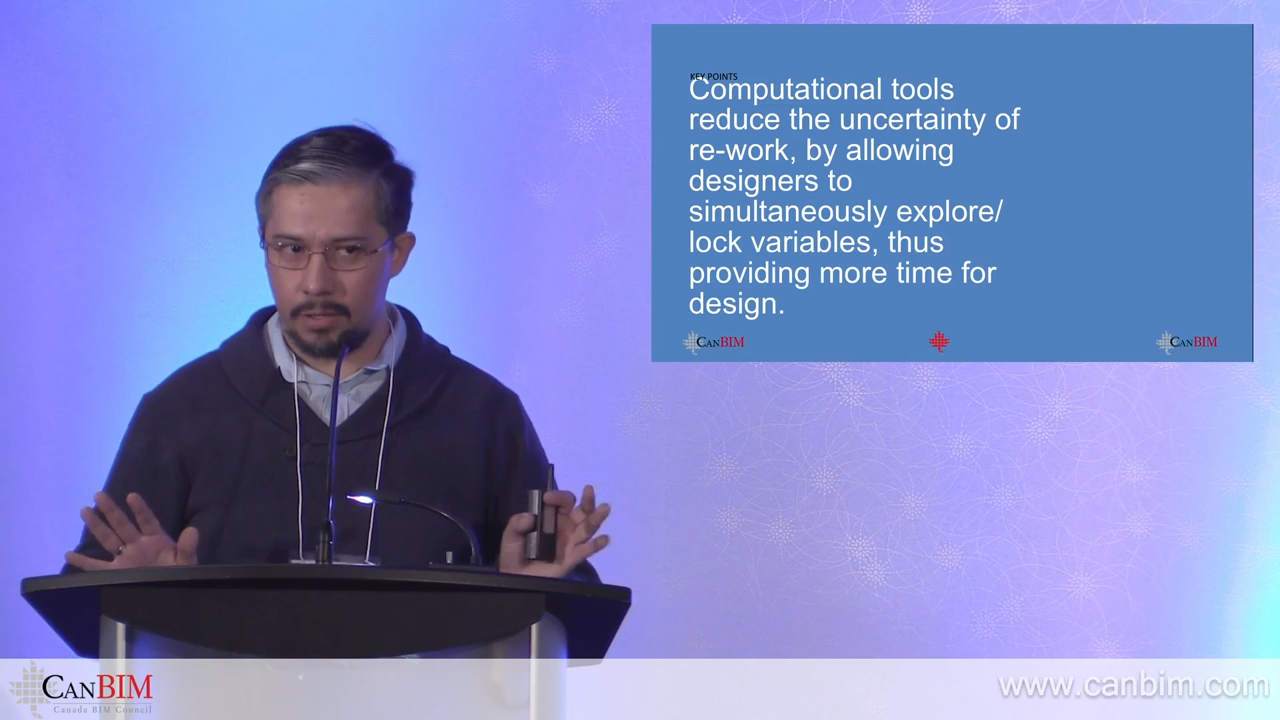 KEY POINTS
Computational tools
reduce the uncertainty of
re-work, by allowing
designers to
simultaneously explore/
lock variables, thus
providing more time for
design.
CANBIM
CANBIM
CANBIM
Canada BIM Council
www.canbim.com